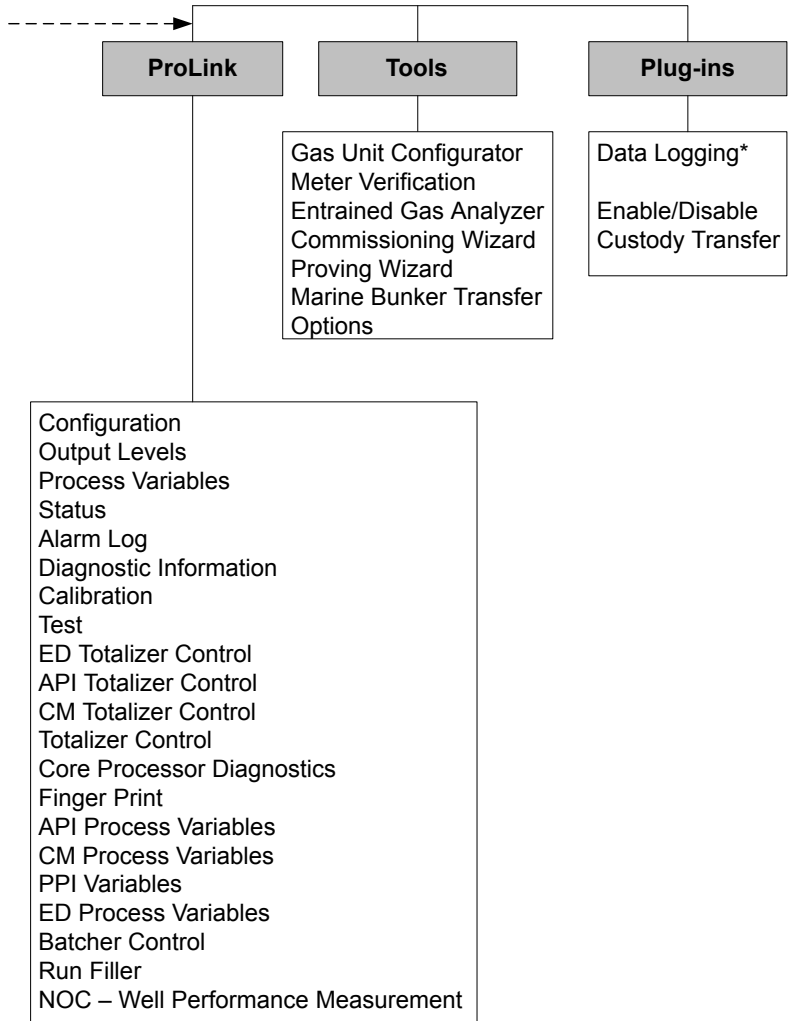 ProLink
Tools
Plug-ins
Gas Unit Configurator
Meter Verification
Entrained Gas Analyzer
Commissioning Wizard
Proving Wizard
Marine Bunker Transfer
Options
Data Logging*
Enable/Disable
Custody Transfer
Configuration
Output Levels
Process Variables
Status
Alarm Log
Diagnostic Information
Calibration
Test
ED Totalizer Control
API Totalizer Control
CM Totalizer Control
Totalizer Control
Core Processor Diagnostics
Finger Print
API Process Variables
CM Process Variables
PPI Variables
ED Process Variables
Batcher Control
Run Filler
NOC – Well Performance Measurement